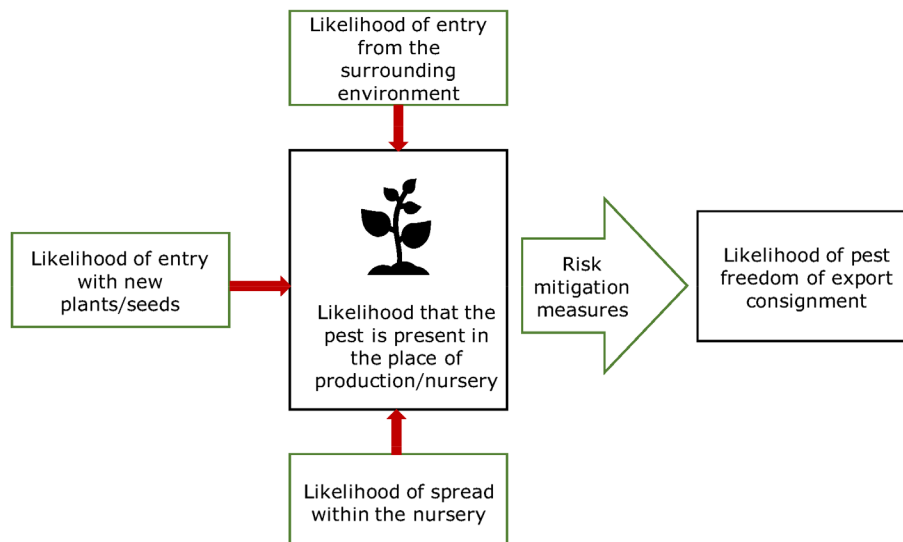 Likelihood of entry
from the
surrounding
environment
Likelihood of entry
with new
plants/seeds
Likelihood that the
pest is present in
the place of
production/nursery
Risk
mitigation
measures
Likelihood of pest
freedom of export
consignment
Likelihood of spread
within the nursery